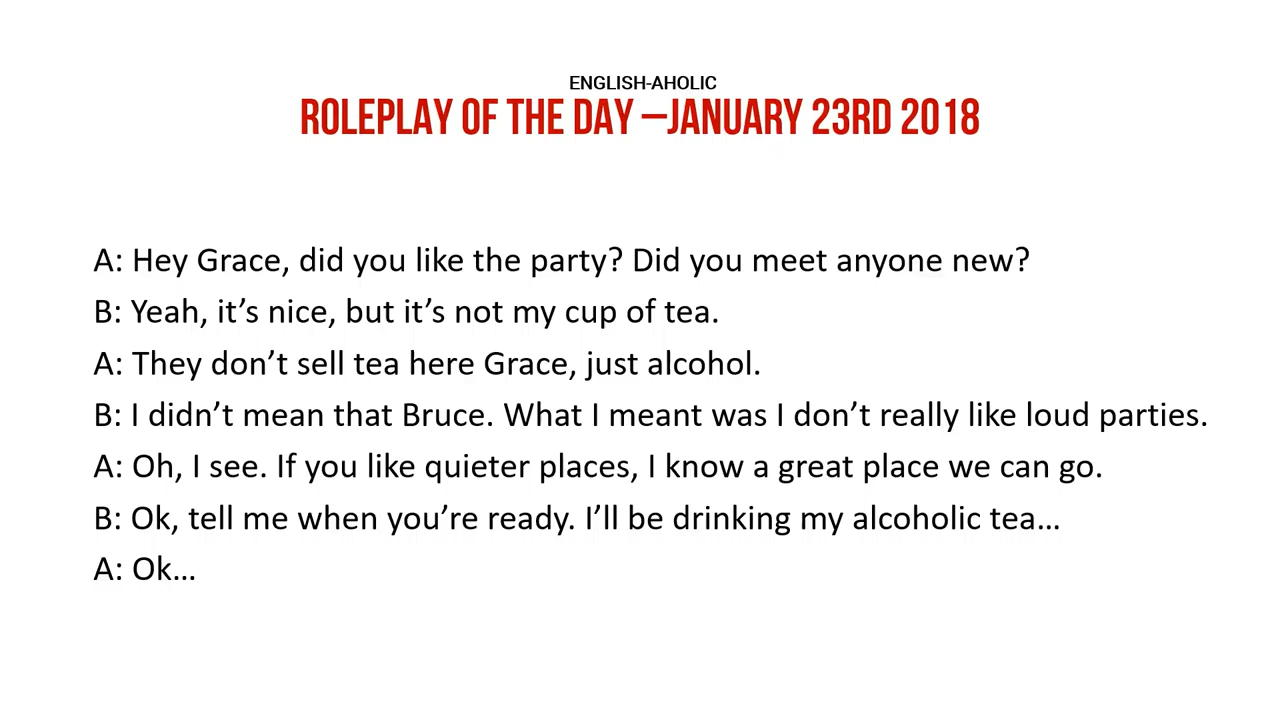 ENGLISH-AHOLIC
ROLEPLAY OF THE DAY –JANUARY 23RD 2018
A: Hey Grace, did you like the party? Did you meet anyone new?
B: Yeah, it’s nice, but it’s not my cup of tea.
A: They don’t sell tea here Grace, just alcohol.
B: I didn’t mean that Bruce. What I meant was I don’t really like loud parties.
A: Oh, I see. If you like quieter places, I know a great place we can go.
B: Ok, tell me when you’re ready. I’ll be drinking my alcoholic tea…
A: Ok…